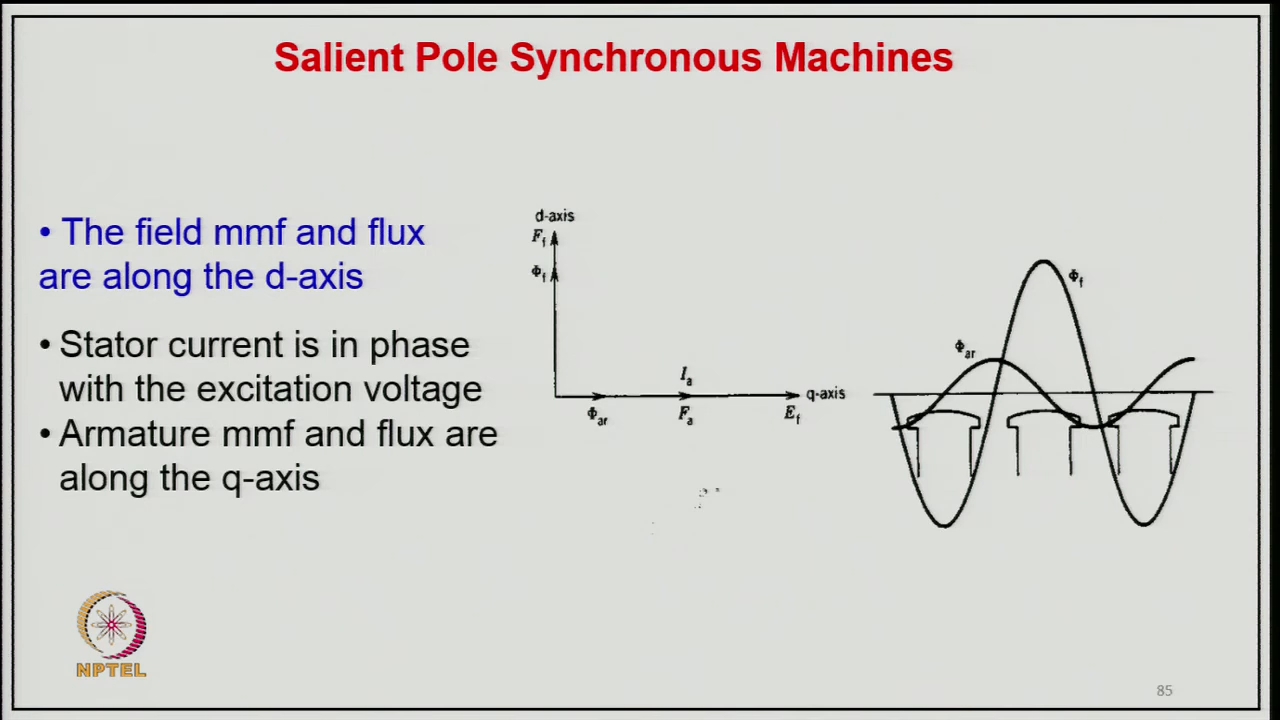 Salient Pole Synchronous Machines
• The field mmf and flux
are along the d-axis
• Stator current is in phase
with the excitation voltage
• Armature mmf and flux are
along the q-axis
d-axis
Ff
Φf
Φar
Ia
Fa
Ef
q-axis
Φar
Φf
NPTEL
85